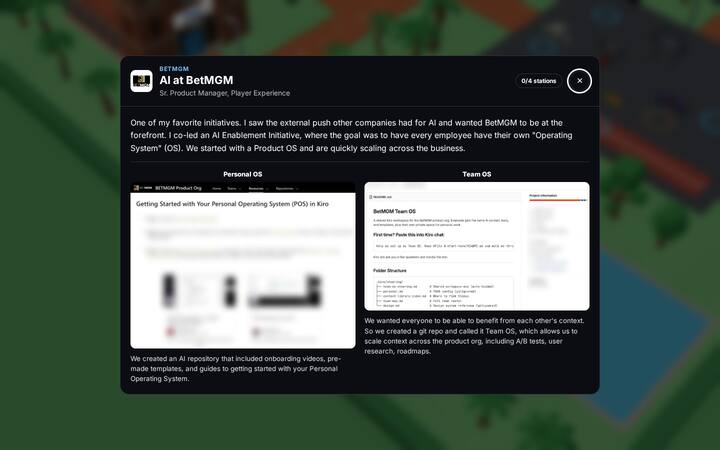 BETMGM
AI at BetMGM
Sr. Product Manager, Player Experience
0/4 stations
×
One of my favorite initiatives. I saw the external push other companies had for AI and wanted BetMGM to be at the
forefront. I co-led an AI Enablement Initiative, where the goal was to have every employee have their own "Operating
System" (OS). We started with a Product OS and are quickly scaling across the business.
Personal OS
BETMGM Product Org
Home Teams Resources Repositories
Getting Started with Your Personal Operating System (POS) in Kiro
We created an AI repository that included onboarding videos, pre-
made templates, and guides to getting started with your Personal
Operating System.
Team OS
README.md
BetMGM Team OS
First time? Paste this into Kiro chat:
Folder Structure
Project information
We wanted everyone to be able to benefit from each other's context.
So we created a git repo and called it Team OS, which allows us to
scale context across the product org, including A/B tests, user
research, roadmaps.